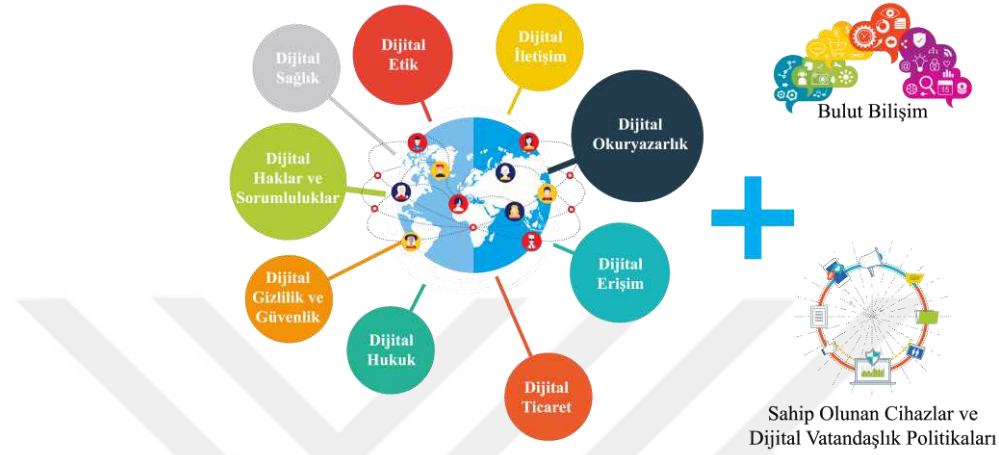 Dijital
Sağlık
Dijital
Etik
Dijital
İletişim
Dijital
Okuryazarlık
Dijital
Haklar ve
Sorumluluklar
Dijital
Gizlilik ve
Güvenlik
Dijital
Hukuk
Dijital
Ticaret
Dijital
Erişim
Bulut Bilişim
15
Sahip Olunan Cihazlar ve
Dijital Vatandaşlık Politikaları